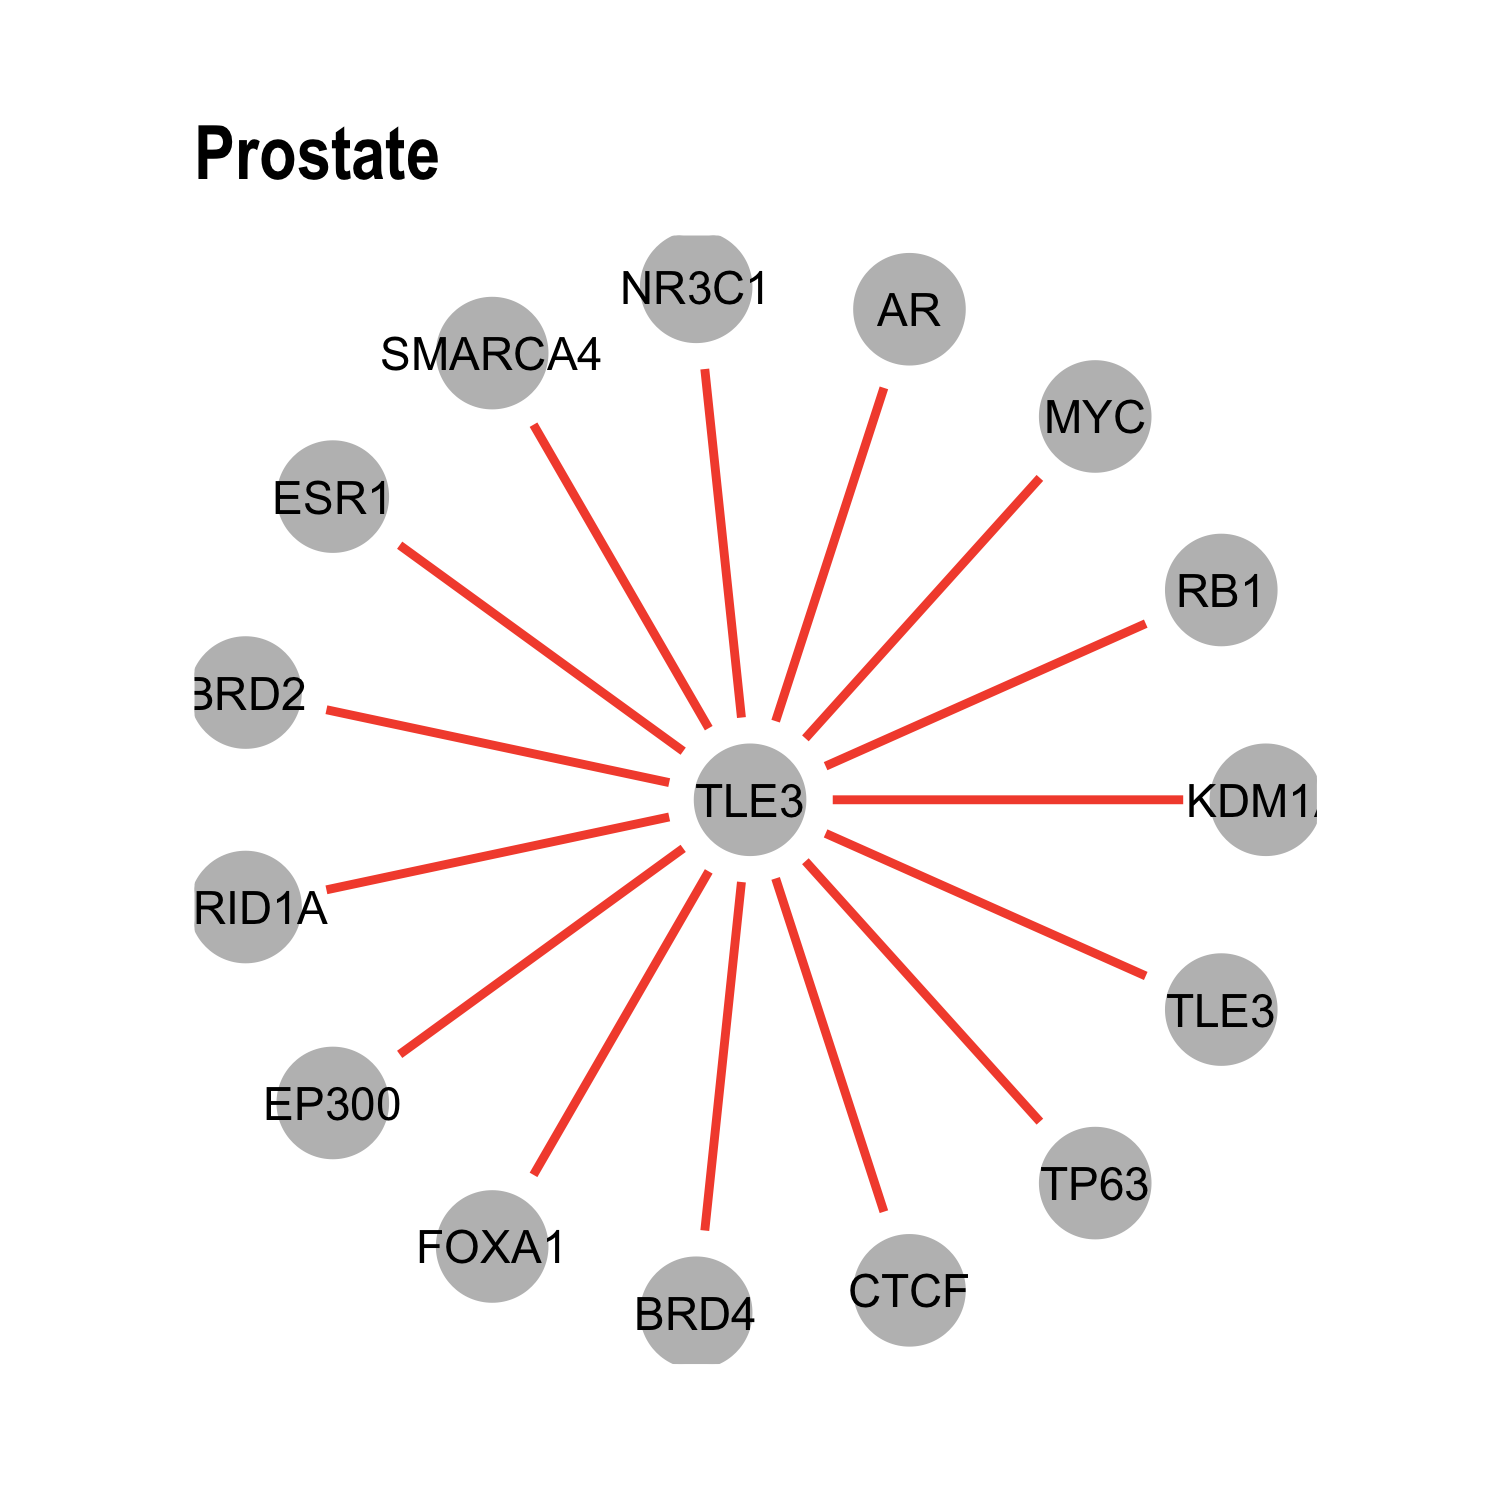 Prostate
NR3C1
AR
SMARCA4
MYC
ESR1
RB1
BRD2
TLE3
KDM1
RID1A
TLE3
EP300
TP63
FOXA1
CTCF
BRD4